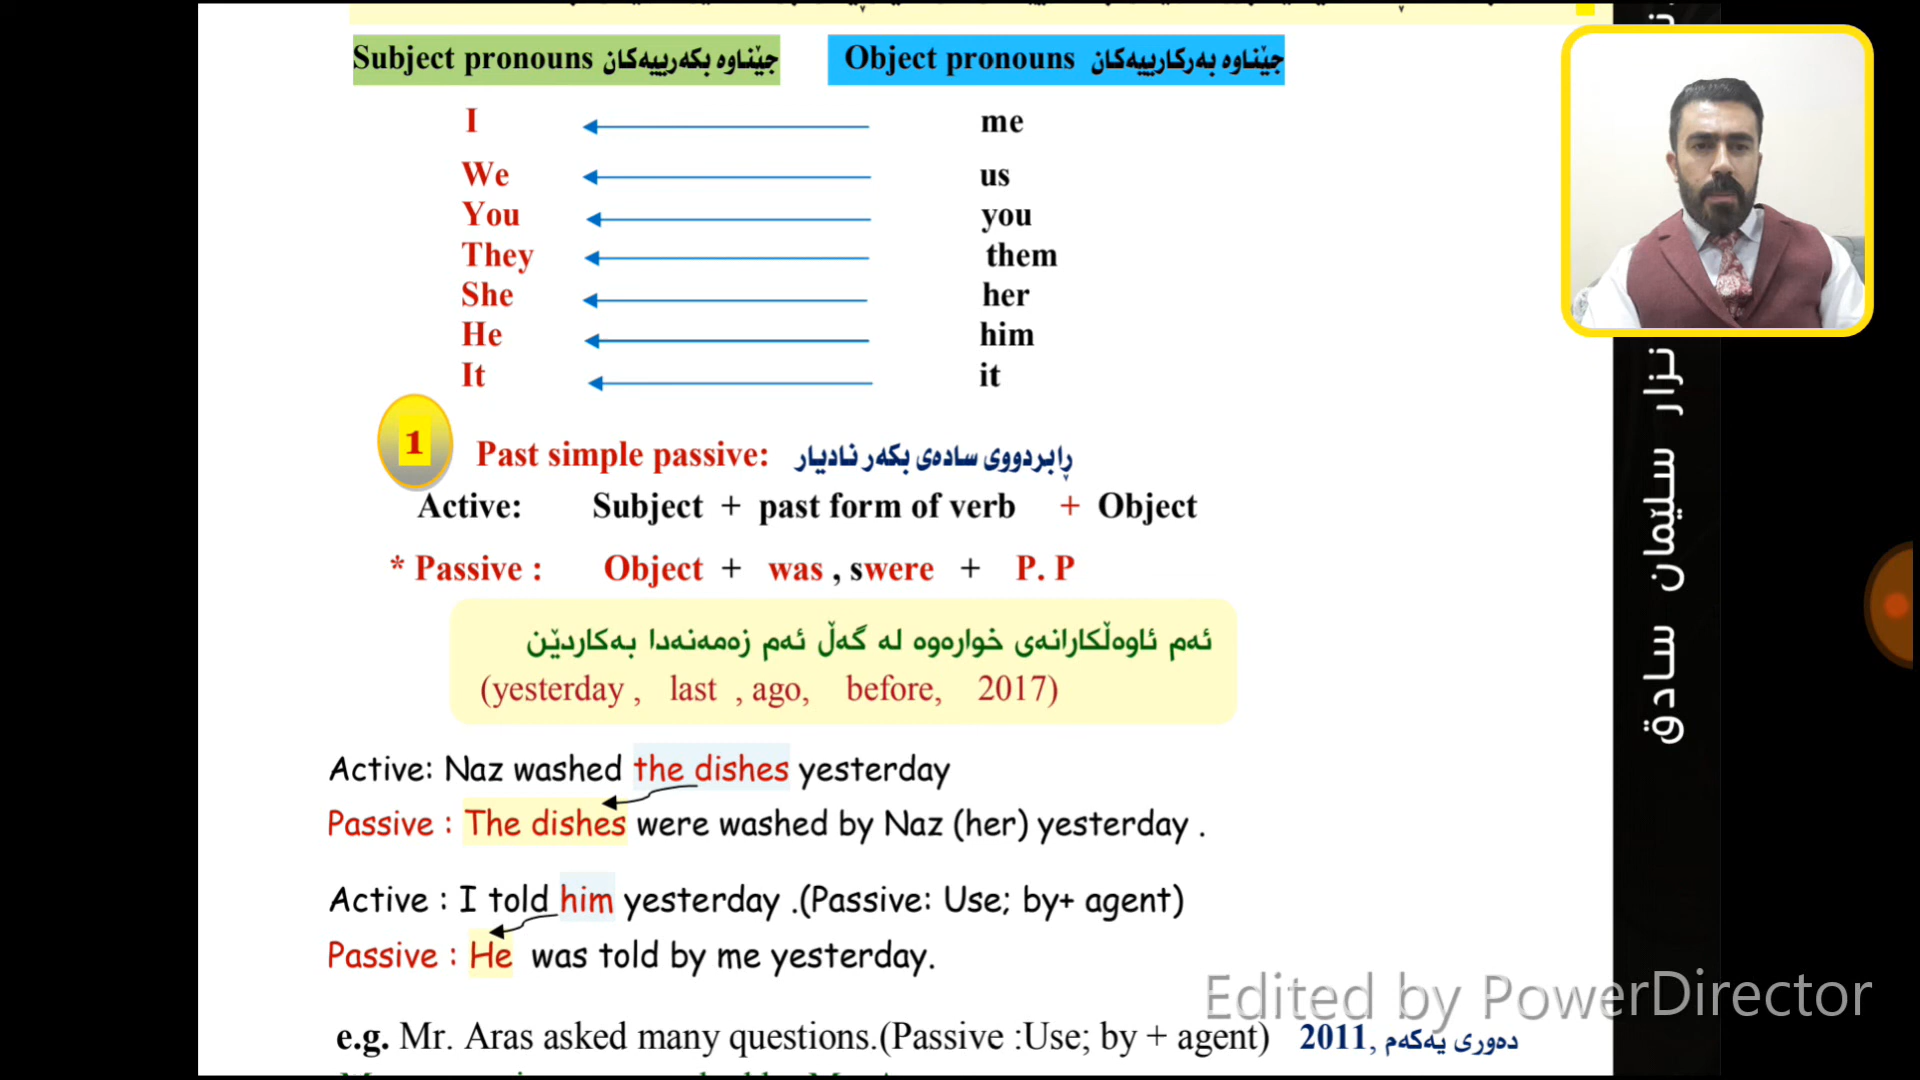 Subject pronouns جێناوە بکەرییەکان
Object pronouns جێناوە بەرکارییەکان
I me
We us
You you
They them
She her
He him
It it
1
Past simple passive: ڕابردووی سادەی بکەر نادیار
Active: Subject + past form of verb + Object
* Passive : Object + was , swere + P. P
ئەم ئاوەڵکارانەی خوارەوە لە گەڵ ئەم زەمەنەدا بەکاردێن
(yesterday , last , ago, before, 2017)
Active: Naz washed the dishes yesterday
Passive : The dishes were washed by Naz (her) yesterday .
Active : I told him yesterday .(Passive: Use; by+ agent)
Passive : He was told by me yesterday.
e.g. Mr. Aras asked many questions.(Passive :Use; by + agent) 2011, دەوری یەکەم
نزار سلێمان سادق
Edited by PowerDirector